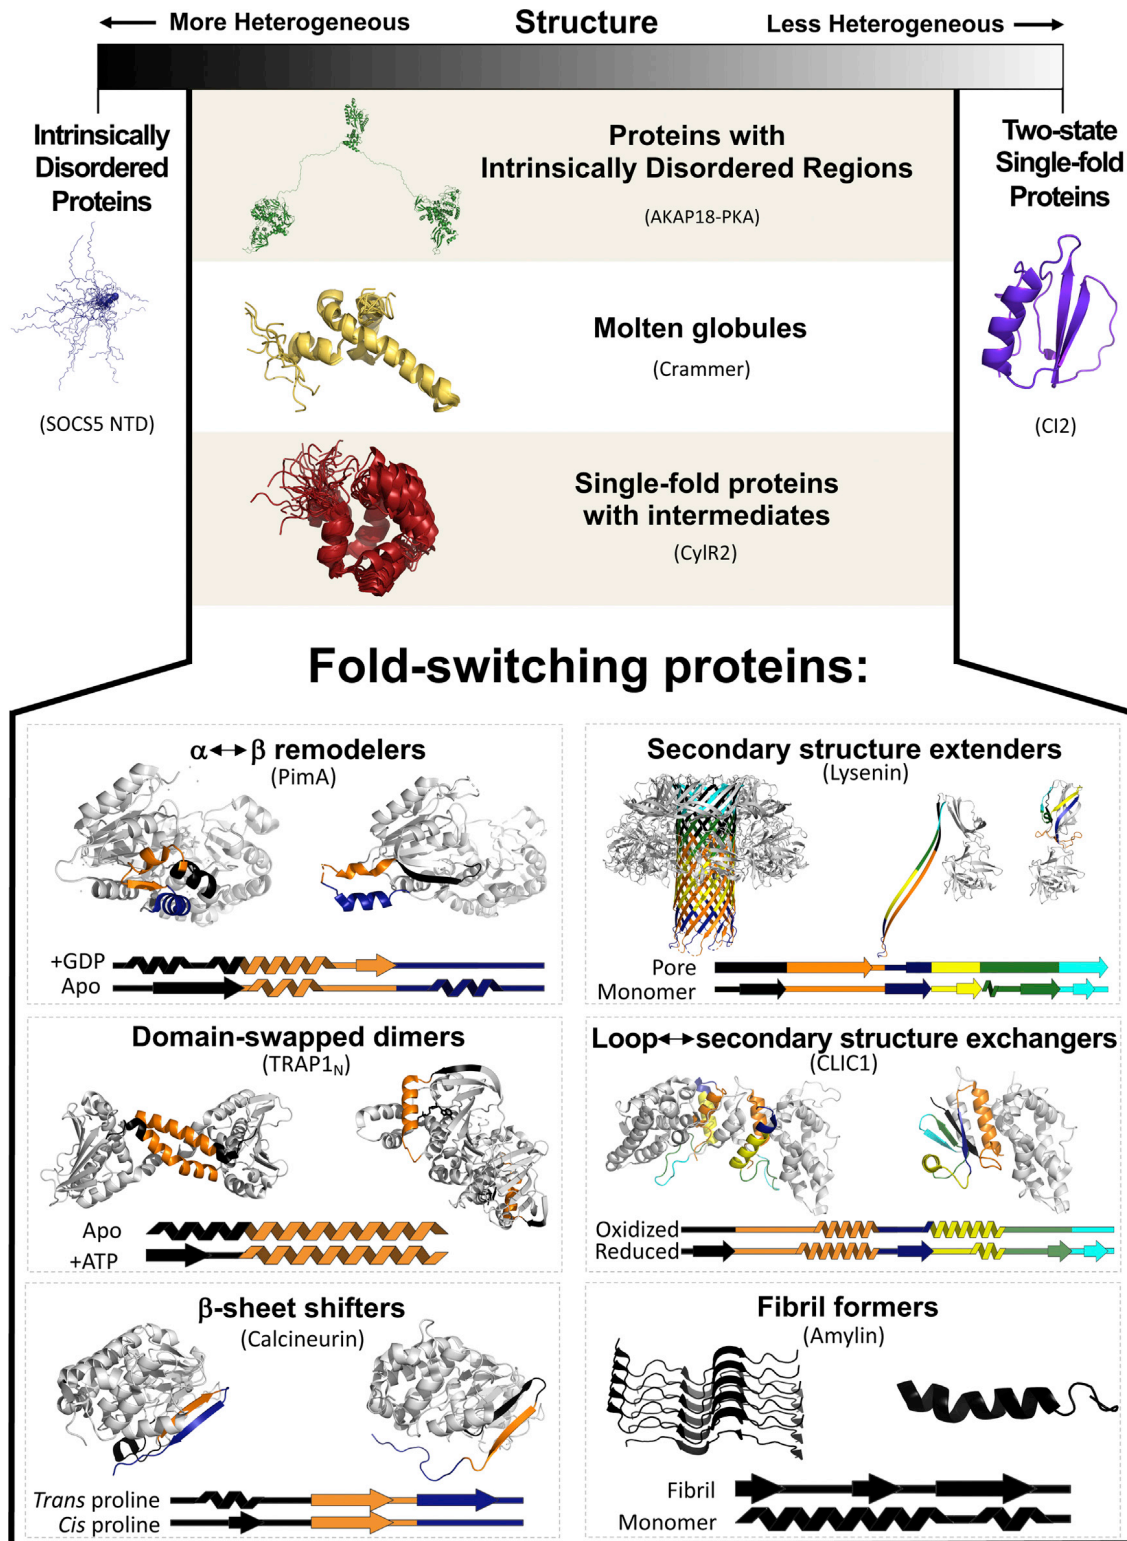 More Heterogeneous
Structure
Less Heterogeneous
Intrinsically
Disordered
Proteins
(SOCS5 NTD)
Proteins with
Intrinsically Disordered Regions
(AKAP18-PKA)
Molten globules
(Crammer)
Single-fold proteins
with intermediates
(CylR2)
Two-state
Single-fold
Proteins
(CI2)
Fold-switching proteins:
α↔β remodelers
(PimA)
+GDP
Apo
Secondary structure extenders
(Lysenin)
Pore
Monomer
Domain-swapped dimers
(TRAP1N)
Apo
+ATP
Loop↔secondary structure exchangers
(CLIC1)
Oxidized
Reduced
β-sheet shifters
(Calcineurin)
Trans proline
Cis proline
Fibril formers
(Amylin)
Fibril
Monomer